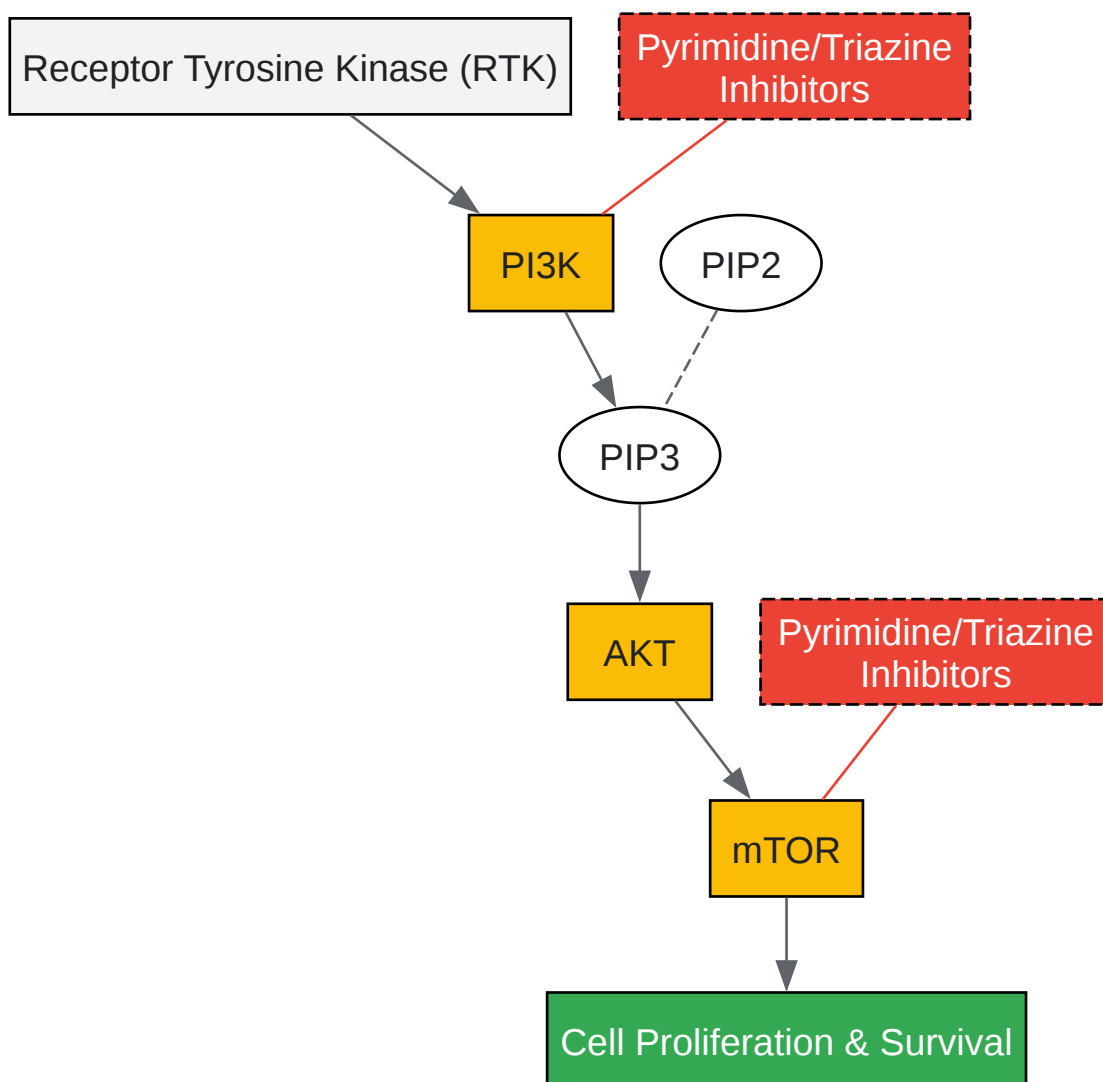 Receptor Tyrosine Kinase (RTK)
Pyrimidine/Triazine
Inhibitors
PI3K
PIP2
PIP3
AKT
Pyrimidine/Triazine
Inhibitors
mTOR
Cell Proliferation & Survival